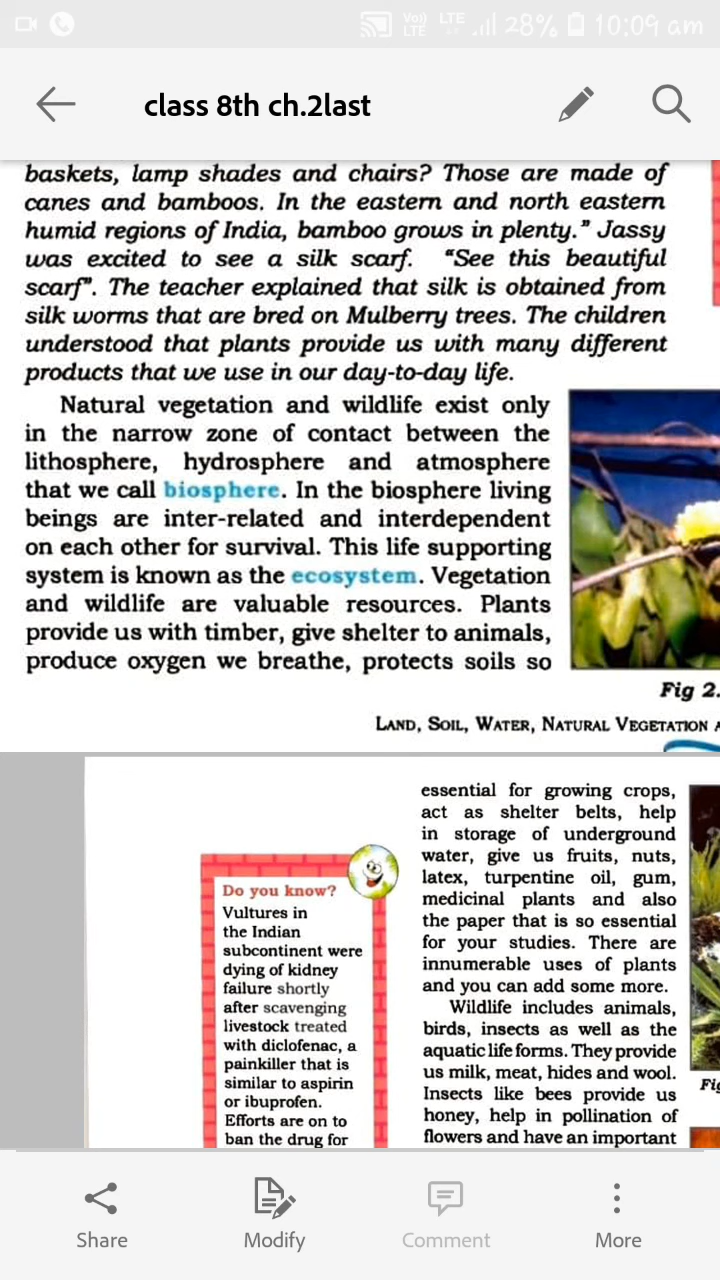 Vo))
LTE
LTE
28%
10:09 am
class 8th ch.2last
baskets, lamp shades and chairs? Those are made of
canes and bamboos. In the eastern and north eastern
humid regions of India, bamboo grows in plenty.” Jassy
was excited to see a silk scarf. “See this beautiful
scarf”. The teacher explained that silk is obtained from
silk worms that are bred on Mulberry trees. The children
understood that plants provide us with many different
products that we use in our day-to-day life.
Natural vegetation and wildlife exist only
in the narrow zone of contact between the
lithosphere, hydrosphere and atmosphere
that we call biosphere. In the biosphere living
beings are inter-related and interdependent
on each other for survival. This life supporting
system is known as the ecosystem. Vegetation
and wildlife are valuable resources. Plants
provide us with timber, give shelter to animals,
produce oxygen we breathe, protects soils so
Fig 2.
LAND, SOIL, WATER, NATURAL VEGETATION
Do you know?
Vultures in
the Indian
subcontinent were
dying of kidney
failure shortly
after scavenging
livestock treated
with diclofenac, a
painkiller that is
similar to aspirin
or ibuprofen.
Efforts are on to
ban the drug for
essential for growing crops,
act as shelter belts, help
in storage of underground
water, give us fruits, nuts,
latex, turpentine oil, gum,
medicinal plants and also
the paper that is so essential
for your studies. There are
innumerable uses of plants
and you can add some more.
Wildlife includes animals,
birds, insects as well as the
aquatic life forms. They provide
us milk, meat, hides and wool.
Insects like bees provide us
honey, help in pollination of
flowers and have an important
Fig
Share
Modify
Comment
More